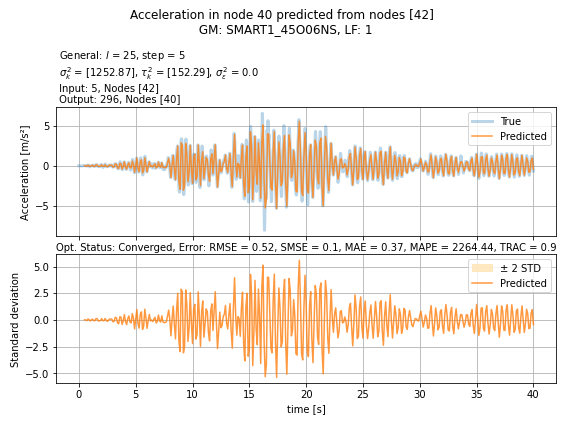 Acceleration in node 40 predicted from nodes [42]
GM: SMART1_45O06NS, LF: 1
General: l = 25, step = 5
σ²ₖ = [1252.87], τ²ₖ = [152.29], σ²ε = 0.0
Input: 5, Nodes [42]
Output: 296, Nodes [40]
Acceleration [m/s²]
5
0
−5
True
Predicted
Opt. Status: Converged, Error: RMSE = 0.52, SMSE = 0.1, MAE = 0.37, MAPE = 2264.44, TRAC = 0.9
Standard deviation
5.0
2.5
0.0
−2.5
−5.0
± 2 STD
Predicted
0 5 10 15 20 25 30 35 40
time [s]